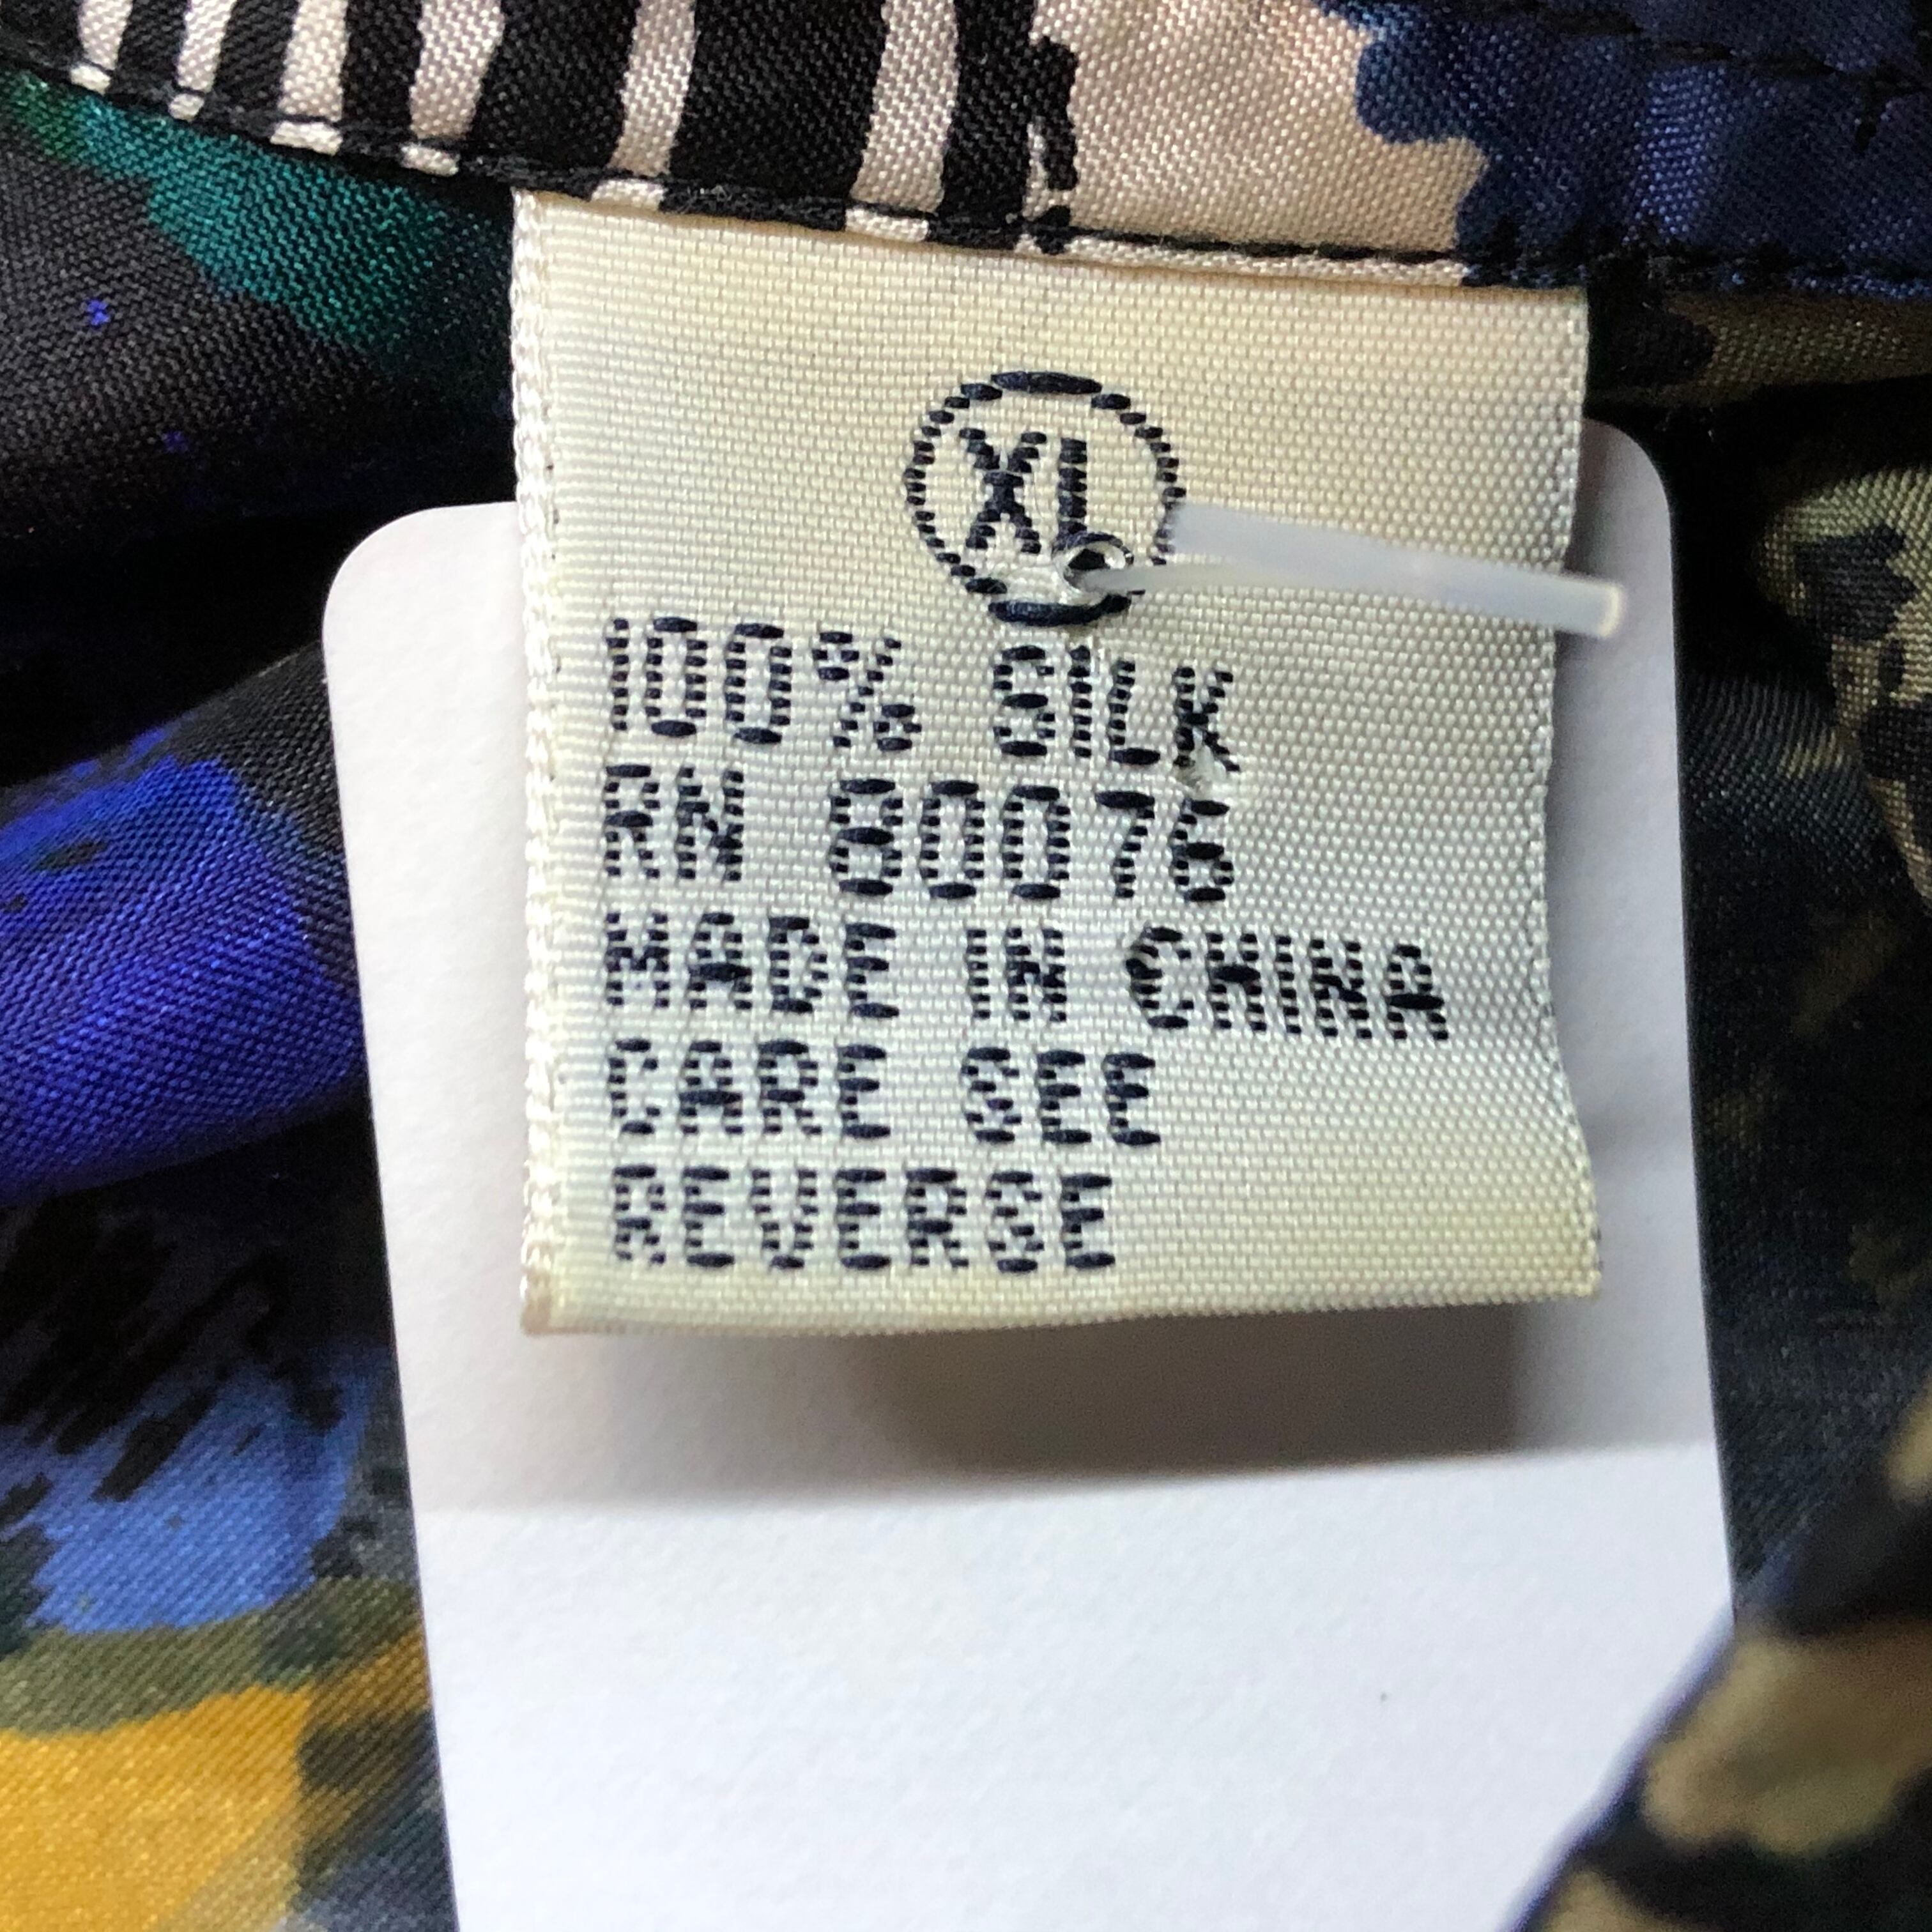 XL
100% SILK
RN 80076
MADE IN CHINA
CARE SEE
REVERSE